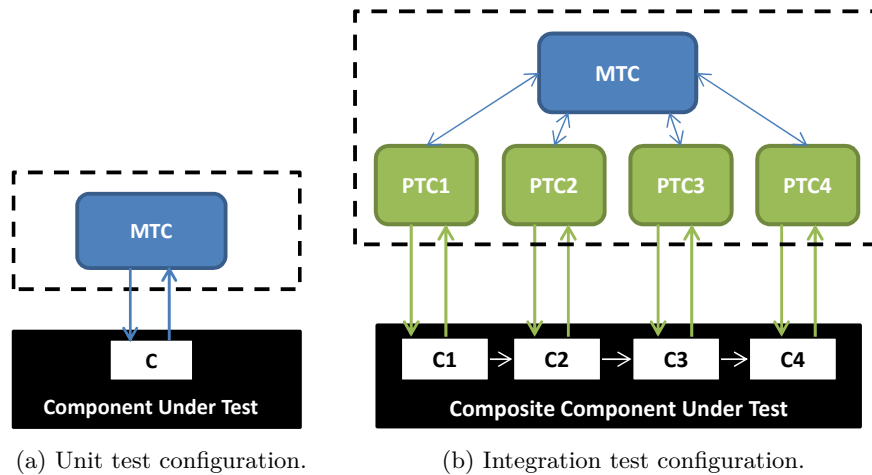 MTC
C
Component Under Test
(a) Unit test configuration.
MTC
PTC1 PTC2 PTC3 PTC4
C1 C2 C3 C4
Composite Component Under Test
(b) Integration test configuration.